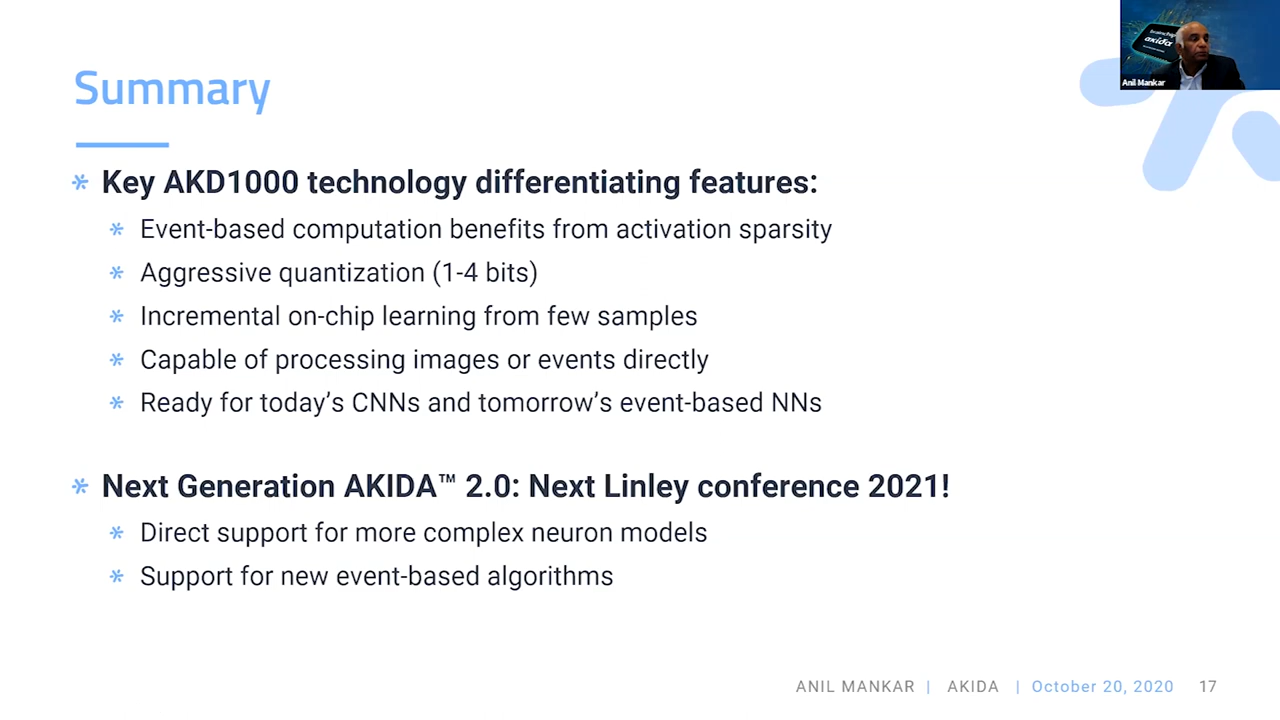 brainchip
akida
Anil Mankar
Summary
Key AKD1000 technology differentiating features:
Event-based computation benefits from activation sparsity
Aggressive quantization (1-4 bits)
Incremental on-chip learning from few samples
Capable of processing images or events directly
Ready for today’s CNNs and tomorrow’s event-based NNs
Next Generation AKIDA™ 2.0: Next Linley conference 2021!
Direct support for more complex neuron models
Support for new event-based algorithms
ANIL MANKAR | AKIDA | October 20, 2020 17